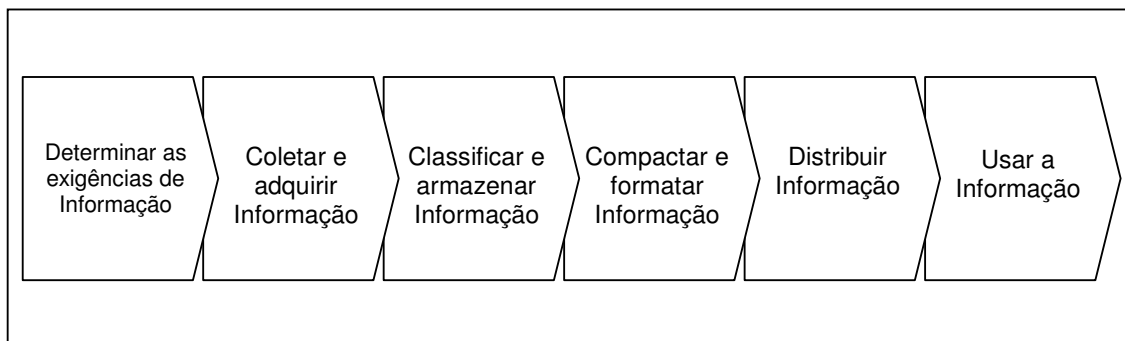 Determinar as
exigências de
Informação
Coletar e
adquirir
Informação
Classificar e
armazenar
Informação
Compactar e
formatar
Informação
Distribuir
Informação
Usar a
Informação